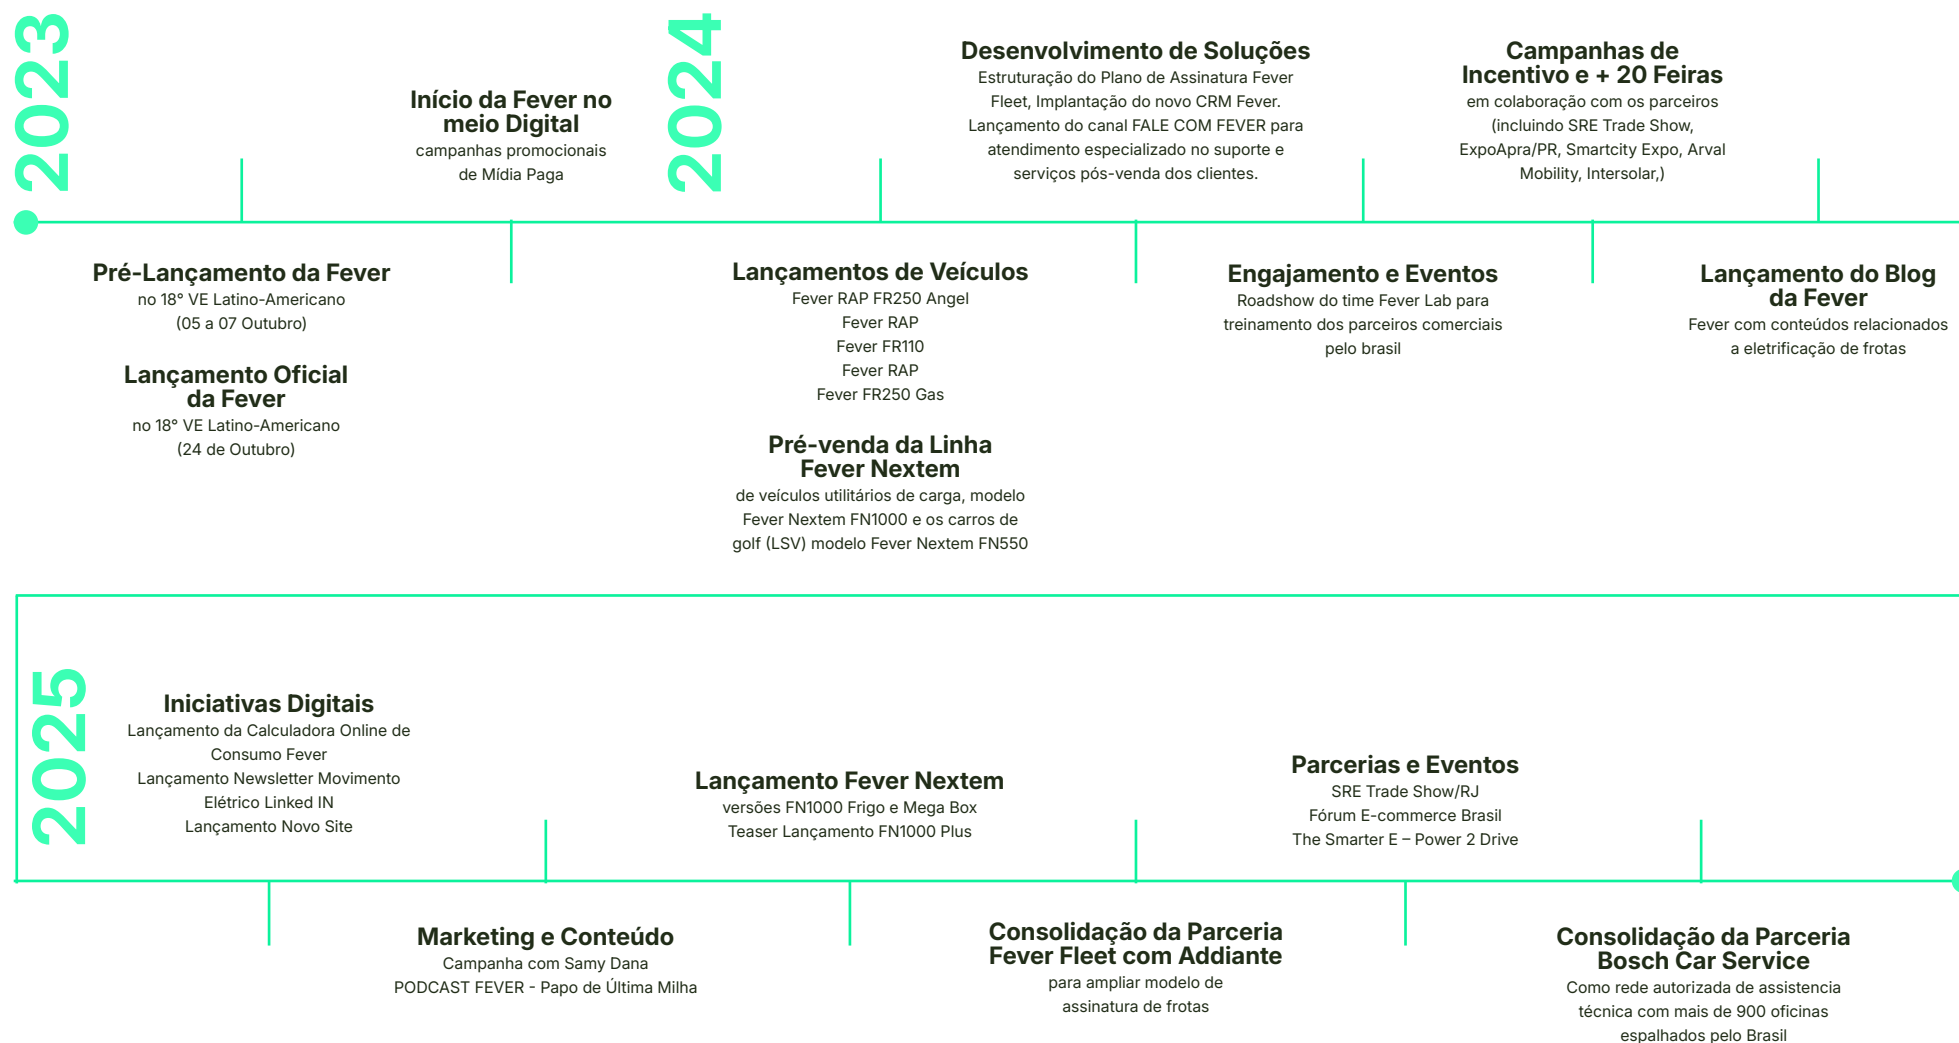 2023
Pré-Lançamento da Fever
no 18° VE Latino-Americano
(05 a 07 Outubro)
Lançamento Oficial
da Fever
no 18° VE Latino-Americano
(24 de Outubro)
Início da Fever no
meio Digital
campanhas promocionais
de Mídia Paga
2024
Lançamentos de Veículos
Fever RAP FR250 Angel
Fever RAP
Fever FR110
Fever RAP
Fever FR250 Gas
Pré-venda da Linha
Fever Nextem
de veículos utilitários de carga, modelo
Fever Nextem FN1000 e os carros de
golf (LSV) modelo Fever Nextem FN550
Desenvolvimento de Soluções
Estruturação do Plano de Assinatura Fever
Fleet, Implantação do novo CRM Fever.
Lançamento do canal FALE COM FEVER para
atendimento especializado no suporte e
serviços pós-venda dos clientes.
Engajamento e Eventos
Roadshow do time Fever Lab para
treinamento dos parceiros comerciais
pelo brasil
Campanhas de
Incentivo e + 20 Feiras
em colaboração com os parceiros
(incluindo SRE Trade Show,
ExpoApra/PR, Smartcity Expo, Arval
Mobility, Intersolar,)
Lançamento do Blog
da Fever
Fever com conteúdos relacionados
a eletrificação de frotas
2025
Iniciativas Digitais
Lançamento da Calculadora Online de
Consumo Fever
Lançamento Newsletter Movimento
Elétrico Linked IN
Lançamento Novo Site
Marketing e Conteúdo
Campanha com Samy Dana
PODCAST FEVER - Papo de Última Milha
Lançamento Fever Nextem
versões FN1000 Frigo e Mega Box
Teaser Lançamento FN1000 Plus
Consolidação da Parceria
Fever Fleet com Addiante
para ampliar modelo de
assinatura de frotas
Parcerias e Eventos
SRE Trade Show/RJ
Fórum E-commerce Brasil
The Smarter E – Power 2 Drive
Consolidação da Parceria
Bosch Car Service
Como rede autorizada de assistencia
técnica com mais de 900 oficinas
espalhados pelo Brasil